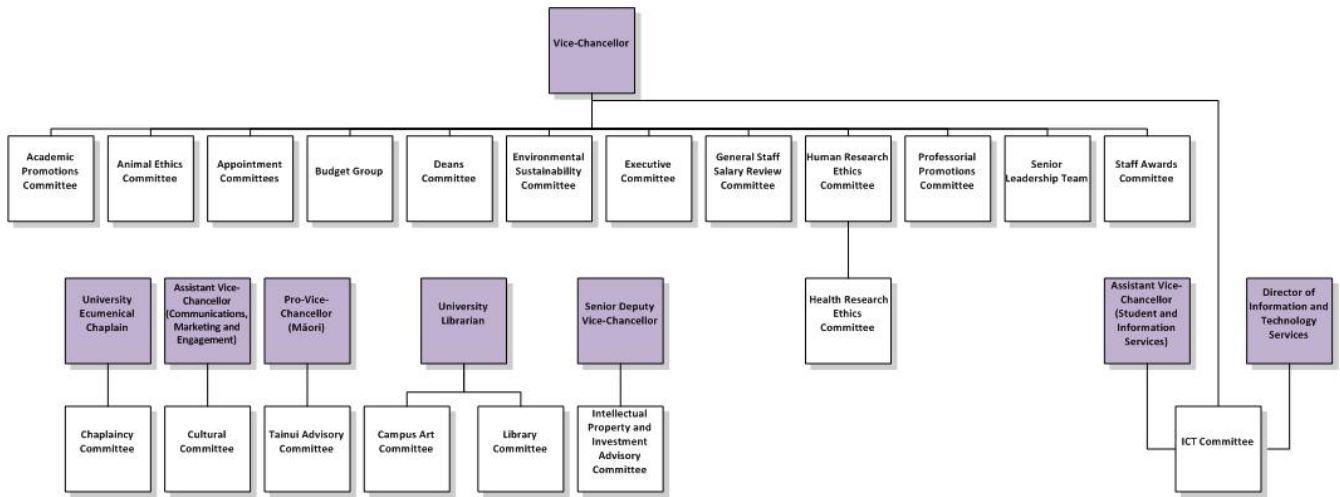 Vice-Chancellor
Academic
Promotions
Committee
Animal Ethics
Committee
Appointment
Committees
Budget Group
Deans
Committee
Environmental
Sustainability
Committee
Executive
Committee
General Staff
Salary Review
Committee
Human Research
Ethics
Committee
Professorial
Promotions
Committee
Senior
Leadership Team
Staff Awards
Committee
University
Ecumenical
Chaplain
Assistant Vice-
Chancellor
(Communications,
Marketing and
Engagement)
Pro-Vice-
Chancellor
(Māori)
University
Librarian
Senior Deputy
Vice-Chancellor
Health Research
Ethics
Committee
Assistant Vice-
Chancellor
(Student and
Information
Services)
Director of
Information and
Technology
Services
Chaplaincy
Committee
Cultural
Committee
Tainui Advisory
Committee
Campus Art
Committee
Library
Committee
Intellectual
Property and
Investment
Advisory
Committee
ICT Committee